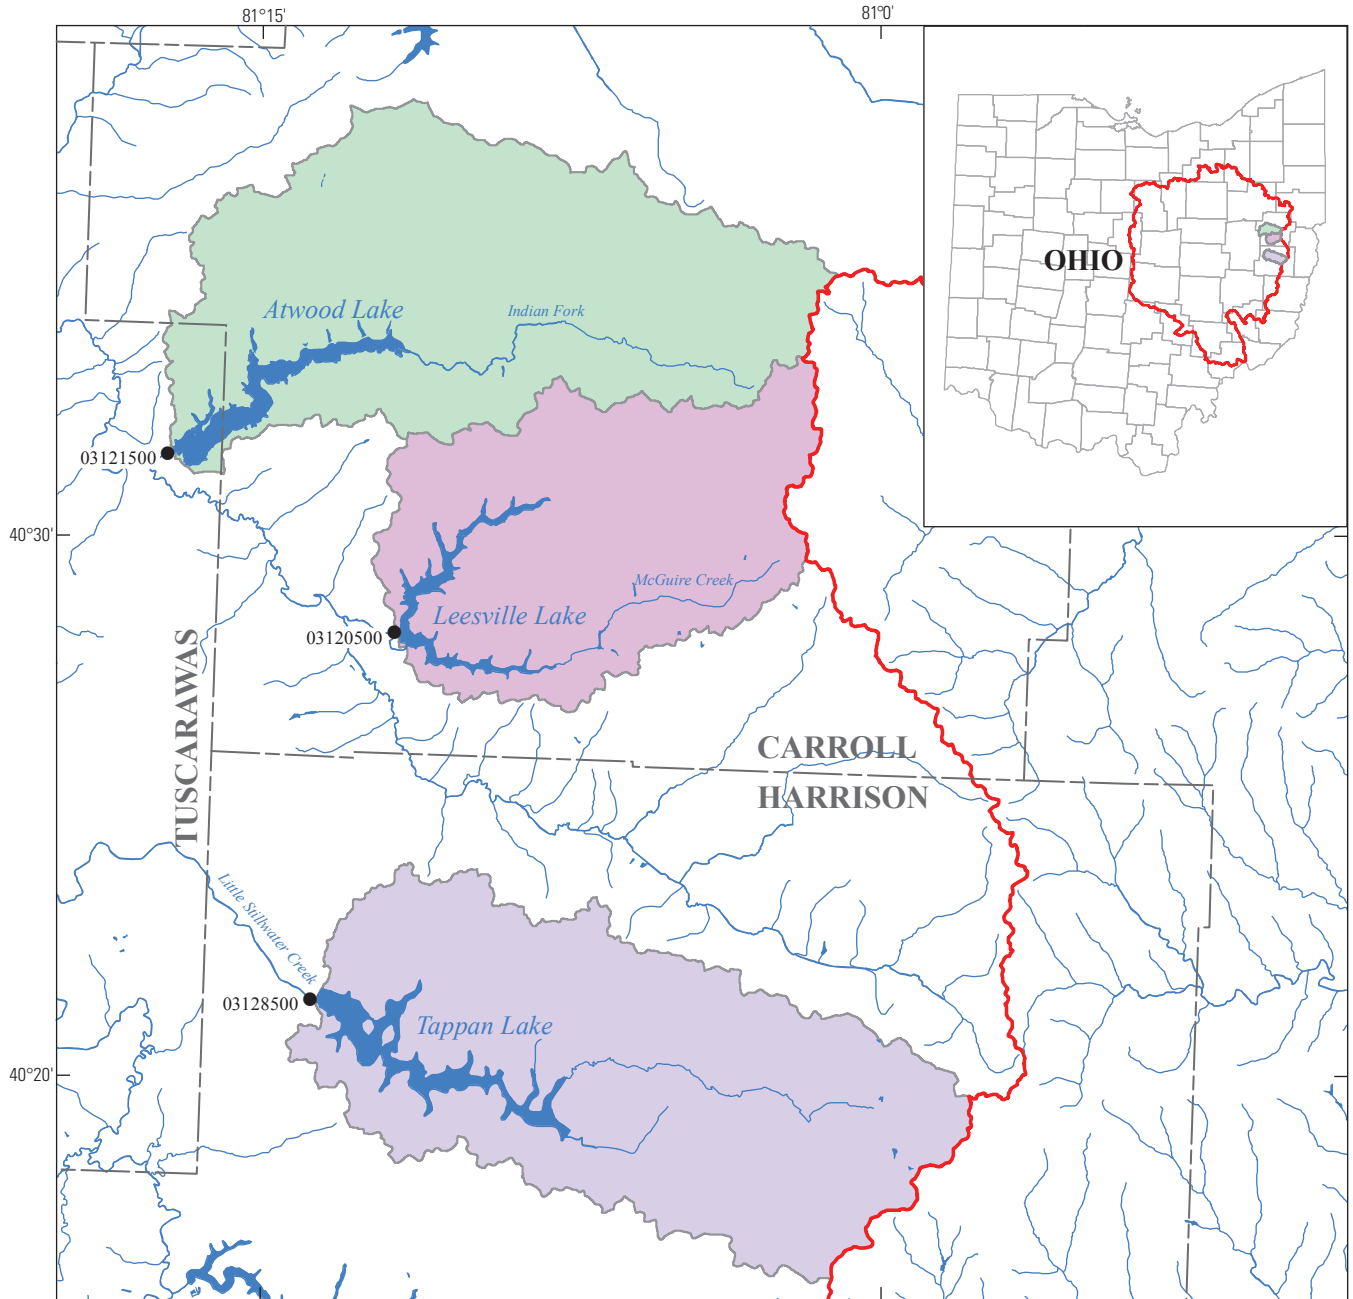 81°15'
81°0'
OHIO
Atwood Lake
Indian Fork
03121500
40°30'
McGuire Creek
Leesville Lake
03120500
TUSCARAWAS
CARROLL
HARRISON
Little Stillwater Creek
03128500
Tappan Lake
40°20'